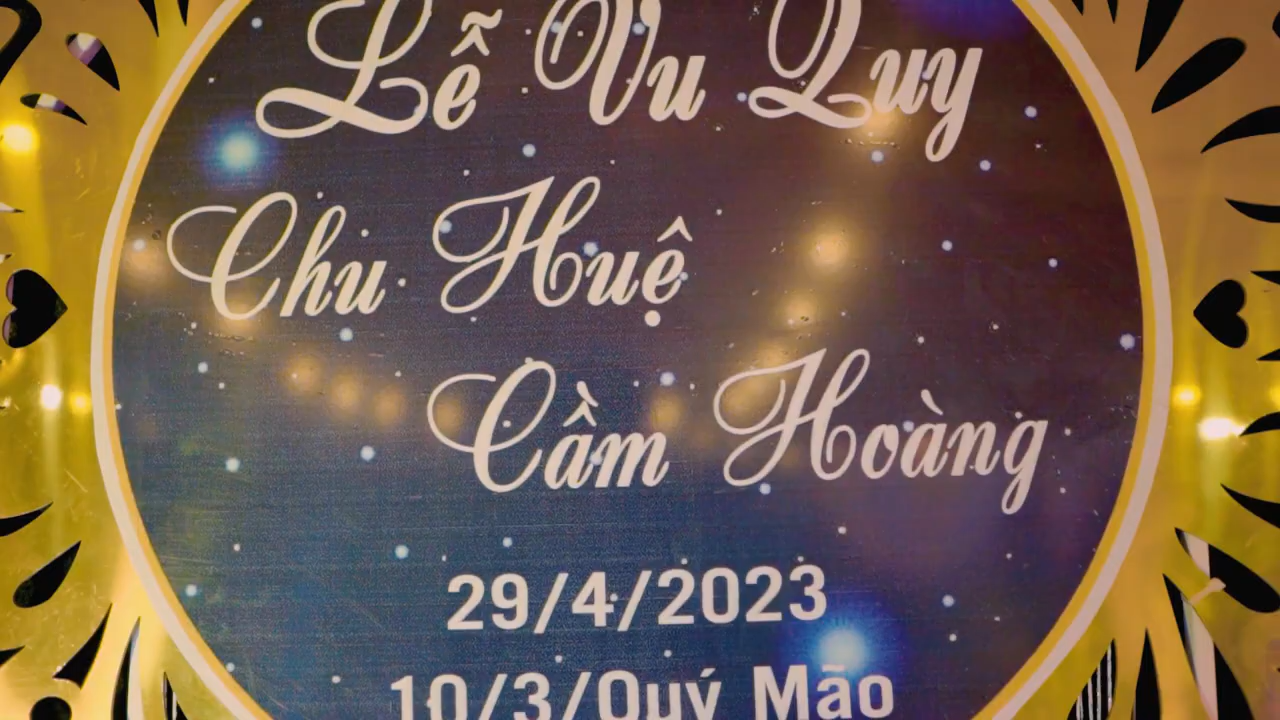 Lễ Vu Quy
Chu Huệ
Cầm Hoàng
29/4/2023
10/3/Quý Mão